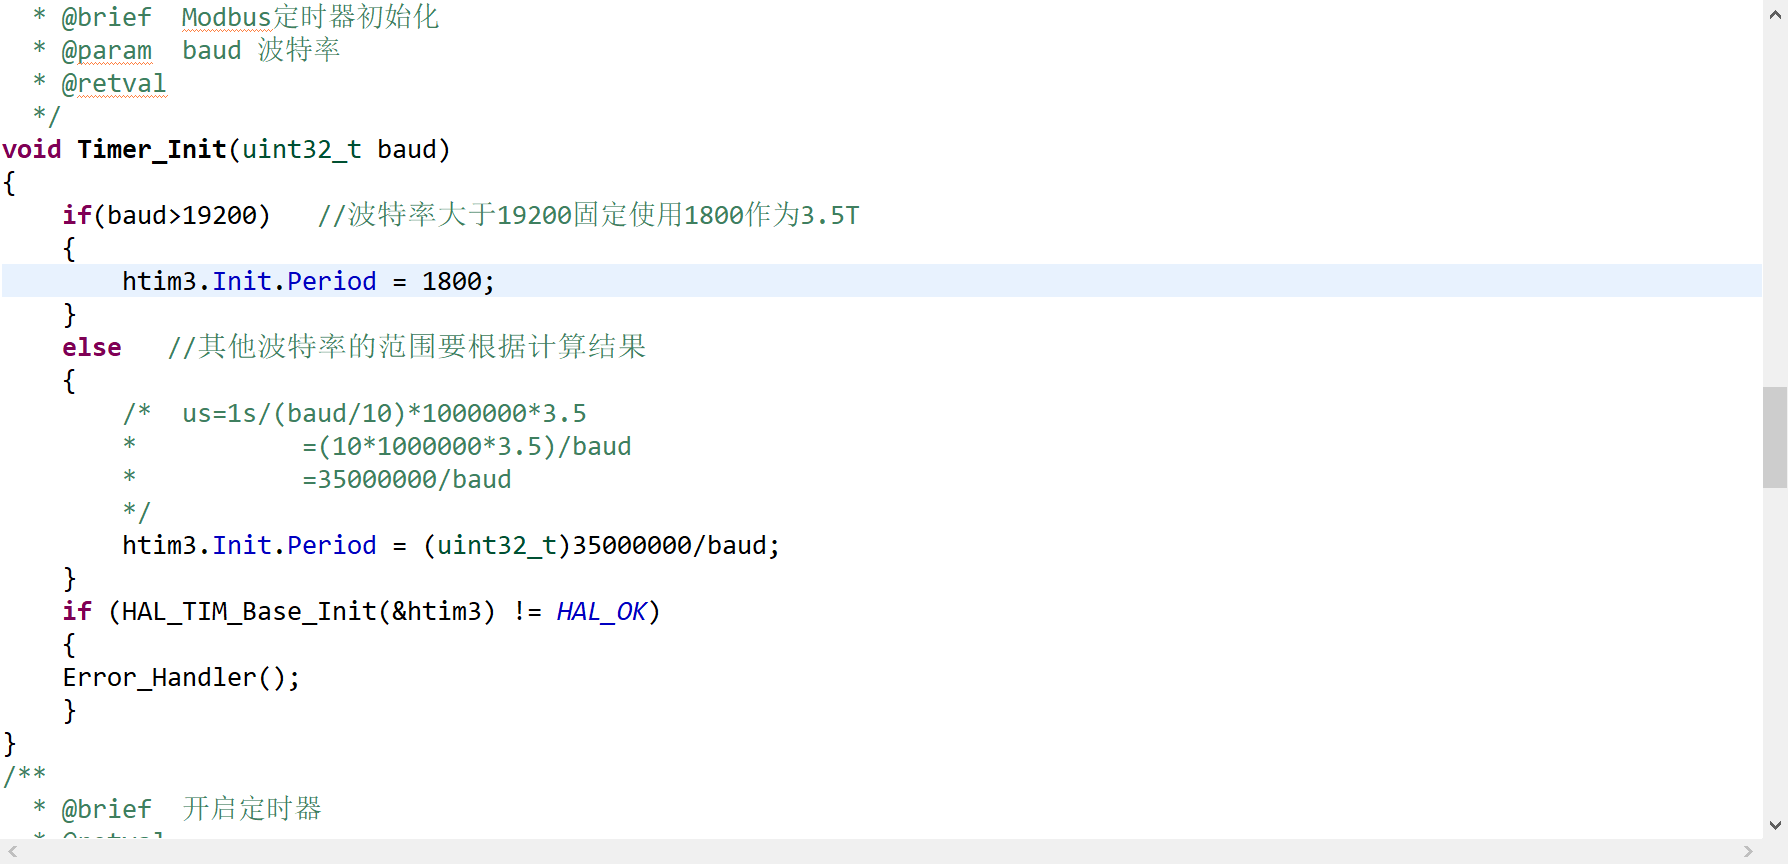 * @brief  Modbus定时器初始化
* @param  baud 波特率
* @retval
*/
void Timer_Init(uint32_t baud)
{
if(baud>19200)   //波特率大于19200固定使用1800作为3.5T
{
htim3.Init.Period = 1800;
}
else   //其他波特率的范围要根据计算结果
{
/*  us=1s/(baud/10)*1000000*3.5
*           =(10*1000000*3.5)/baud
*           =35000000/baud
*/
htim3.Init.Period = (uint32_t)35000000/baud;
}
if (HAL_TIM_Base_Init(&htim3) != HAL_OK)
{
Error_Handler();
}
}
/**
* @brief  开启定时器